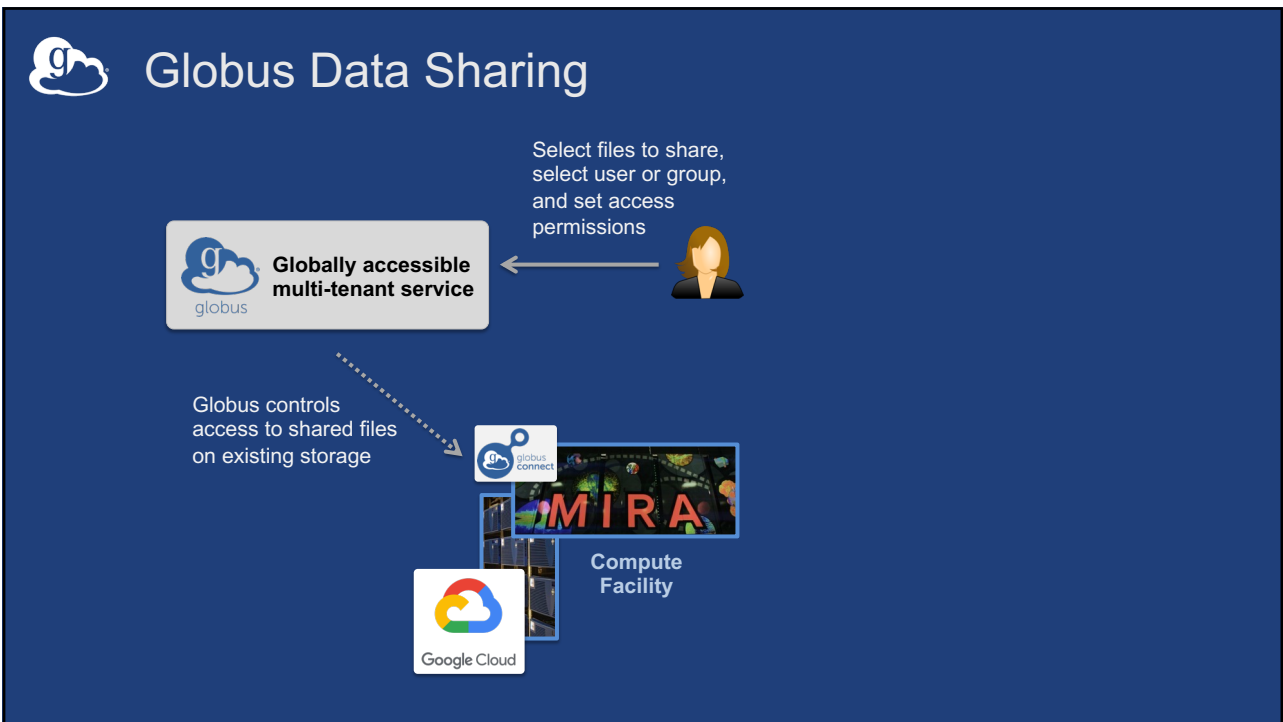 g
Globus Data Sharing
Select files to share,
select user or group,
and set access
permissions
g
globus
Globally accessible
multi-tenant service
Globus controls
access to shared files
on existing storage
g
globus
connect
MIRA
Compute
Facility
Google Cloud